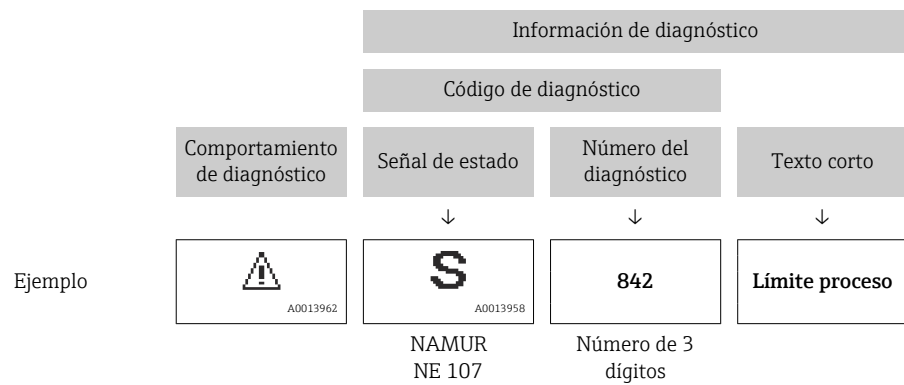 Información de diagnóstico
Código de diagnóstico
Comportamiento
de diagnóstico
Señal de estado
Número del
diagnóstico
Texto corto
↓ ↓ ↓
Ejemplo
S
842
Límite proceso
A0013962
A0013958
NAMUR
NE 107
Número de 3
dígitos